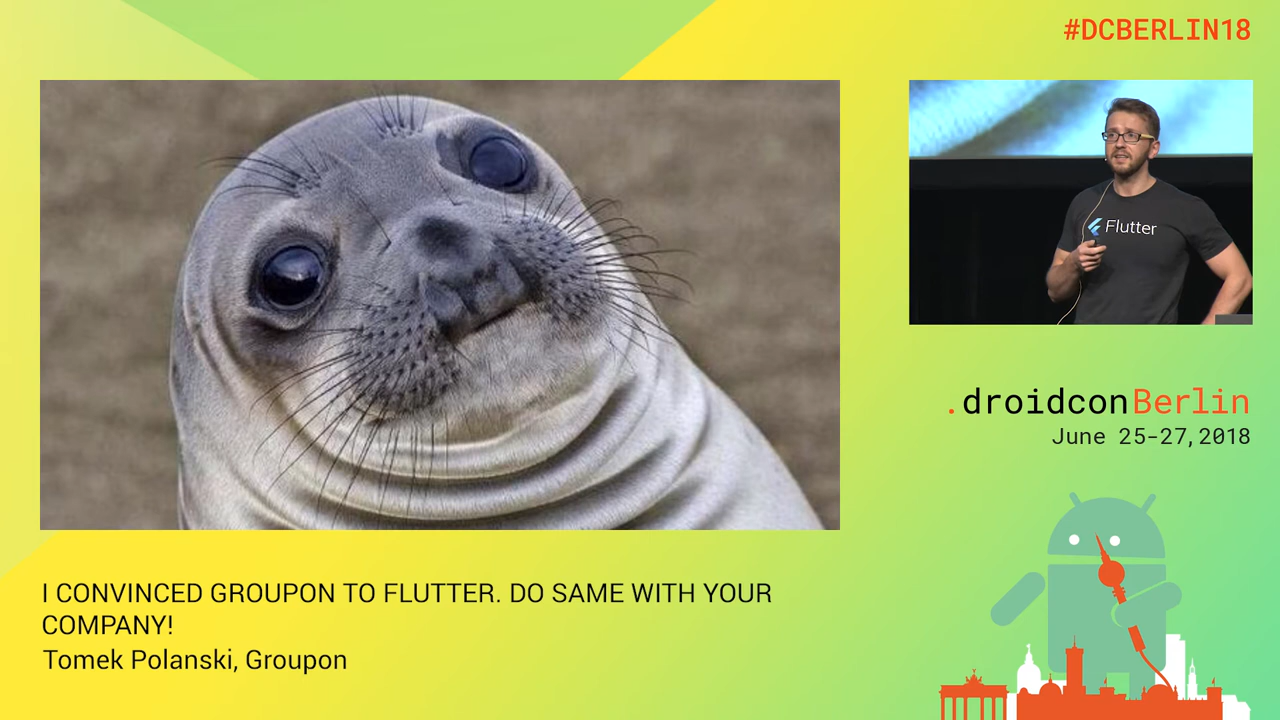 #DCBERLIN18
Flutter
.droidconBerlin
June 25-27, 2018
I CONVINCED GROUPON TO FLUTTER. DO SAME WITH YOUR
COMPANY!
Tomek Polanski, Groupon